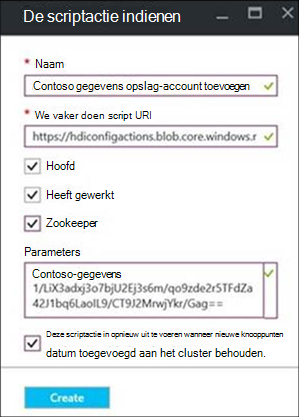 De scriptactie indienen
* Naam
Contoso gegevens opslag-account toevoegen
* We vaker doen script URI
https://hdiconfigactions.blob.core.windows.r
Hoofd
Heeft gewerkt
Zookeeper
Parameters
Contoso-gegevens
1/LiX3adxj3o7bjU2Ej3s6m/qo9zde2r5TFdZa
42J1bq6LaolL9/CT9J2MrwjYkr/Gag==
Deze scriptactie in opnieuw uit te voeren wanneer nieuwe knooppunten
datum toegevoegd aan het cluster behouden.
Create